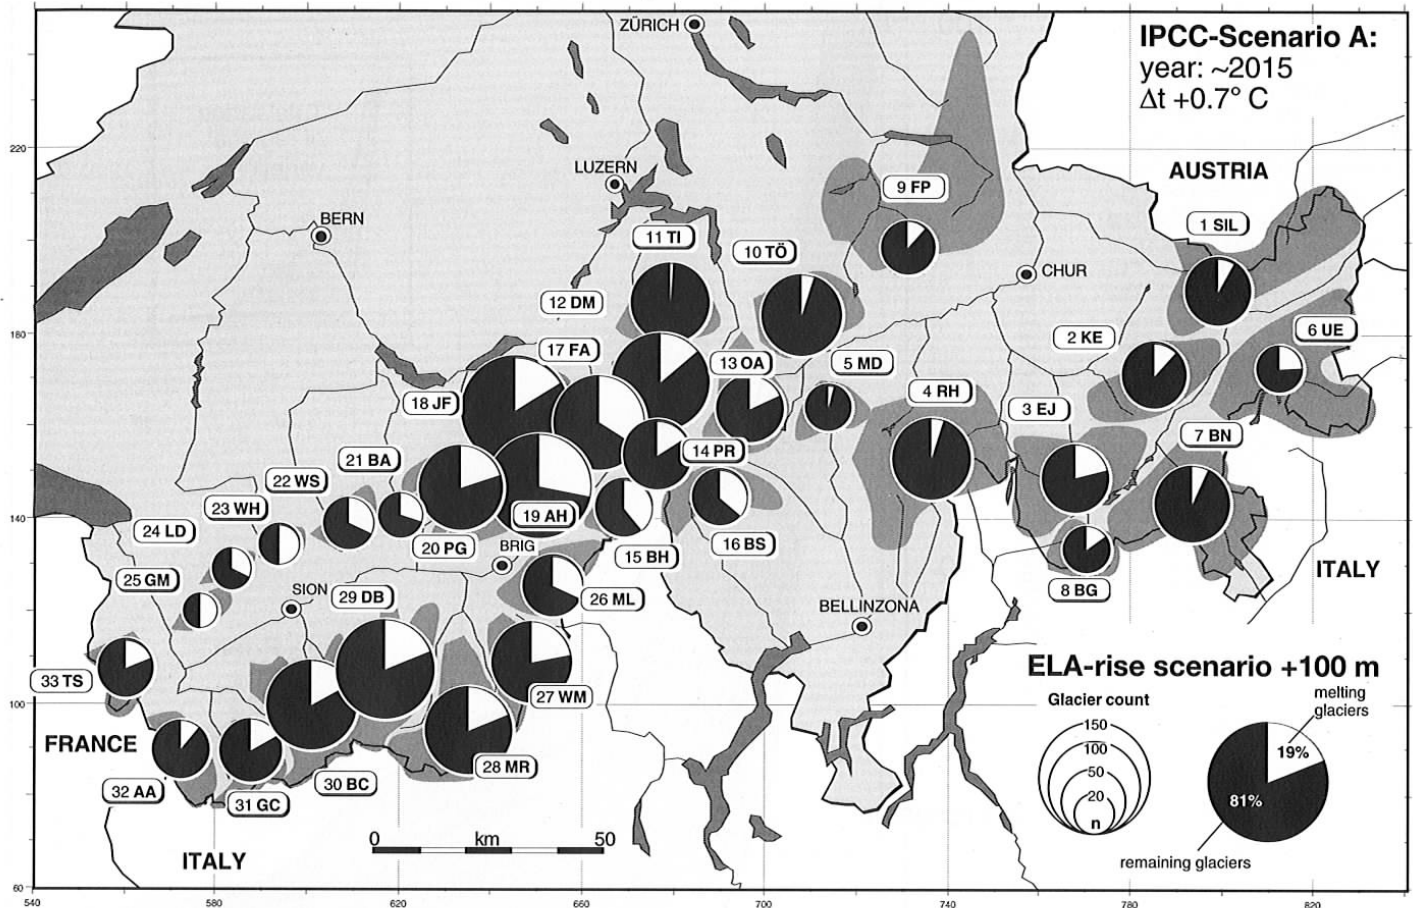 ZÜRICH
IPCC-Scenario A:
year: ~2015
Δt +0.7° C
220
LUZERN
AUSTRIA
9 FP
BERN
1 SIL
11 TI
10 TÖ
CHUR
12 DM
180
2 KE
6 UE
17 FA
13 OA
5 MD
18 JF
4 RH
3 EJ
7 BN
14 PR
21 BA
22 WS
23 WH
19 AH
140
24 LD
20 PG
BRIG
15 BH
16 BS
25 GM
SION
29 DB
26 ML
8 BG
ITALY
BELLINZONA
33 TS
27 WM
ELA-rise scenario +100 m
Glacier count
melting
glaciers
100
150
100
50
20
n
19%
81%
FRANCE
28 MR
32 AA
30 BC
31 GC
0 km 50
ITALY
remaining glaciers
60
540 580 620 660 700 780 820